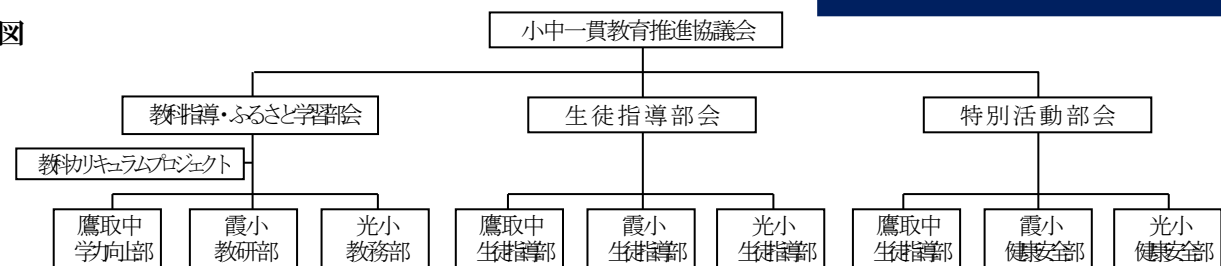 図
小中一貫教育推進協議会
教科指導・ふるさと学習部会
生徒指導部会
特別活動部会
教科カリキュラムプロジェクト
鷹取中
学力向上部
霞小
教研部
光小
教務部
鷹取中
生徒指導部
霞小
生徒指導部
光小
生徒指導部
鷹取中
生徒指導部
霞小
健康安全部
光小
健康安全部